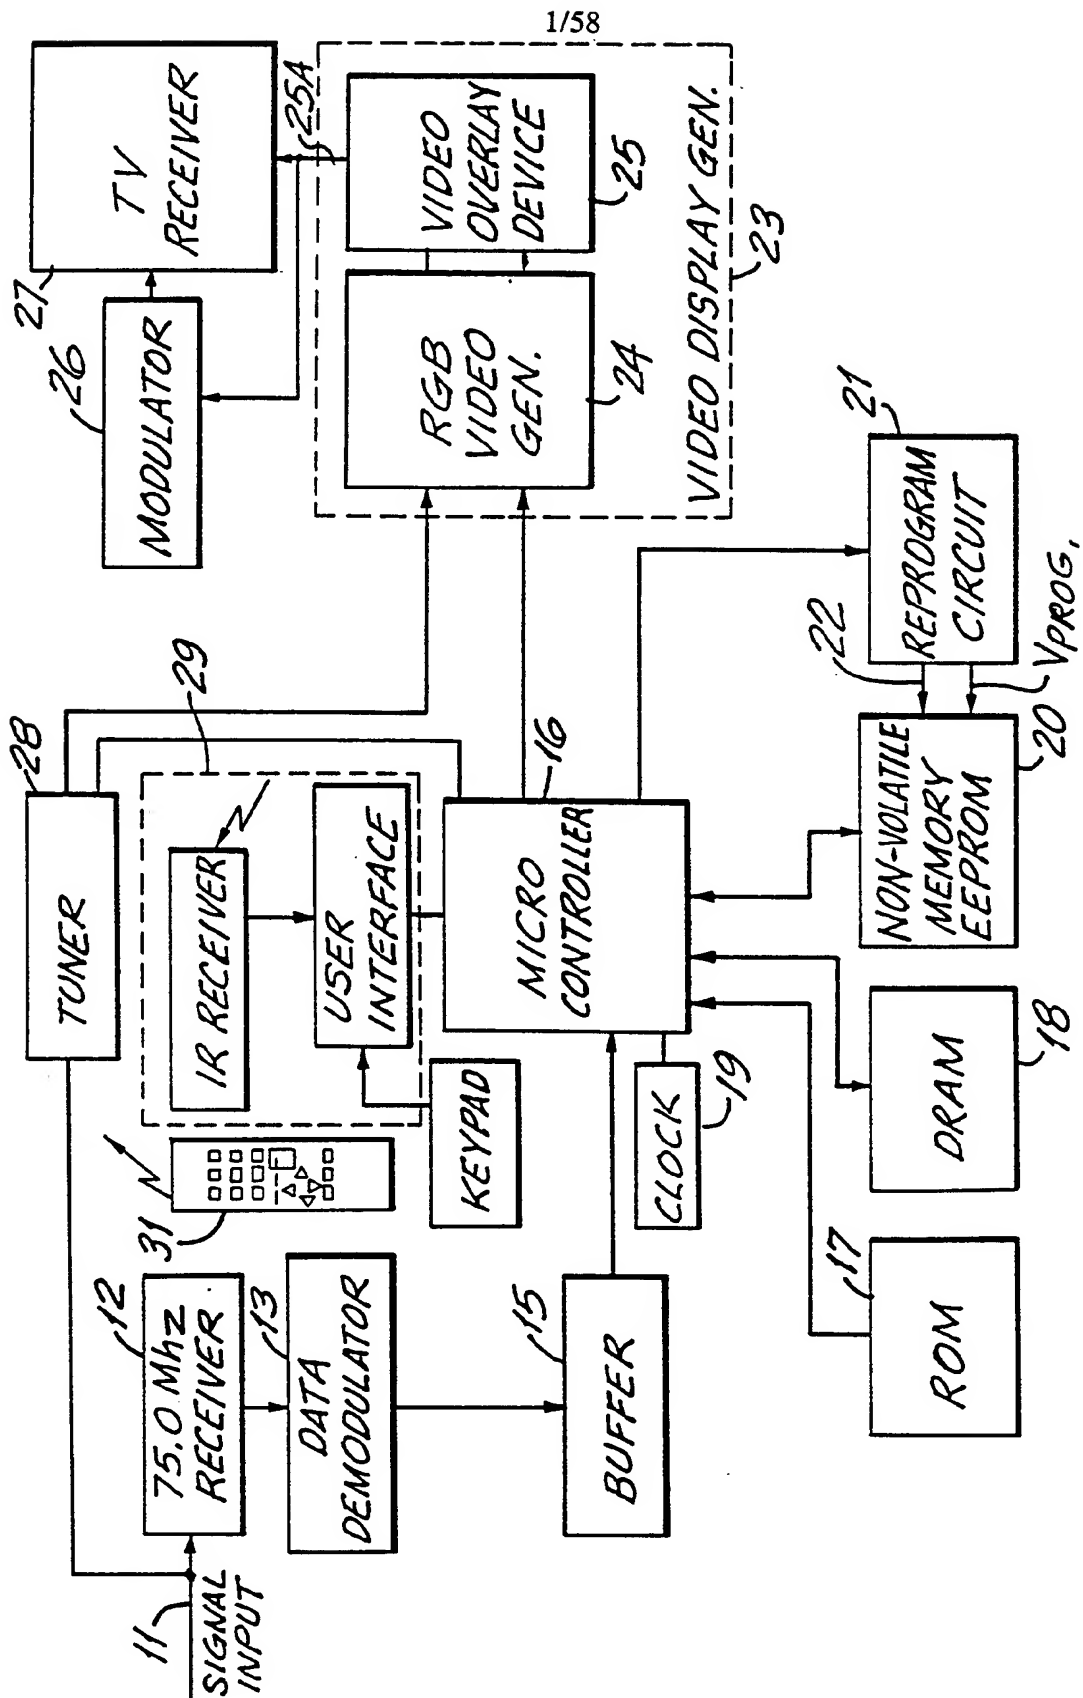 1/58
11
SIGNAL
INPUT
12
75.0 Mhz
RECEIVER
13
DATA
DEMODULATOR
15
BUFFER
17
ROM
31
28
TUNER
29
IR RECEIVER
USER
INTERFACE
KEYPAD
16
MICRO
CONTROLLER
19
CLOCK
18
DRAM
20
NON-VOLATILE
MEMORY
EEPROM
22
VPROG.
21
REPROGRAM
CIRCUIT
26
MODULATOR
27
TV
RECEIVER
25A
24
RGB
VIDEO
GEN.
25
VIDEO
OVERLAY
DEVICE
VIDEO DISPLAY GEN.
23